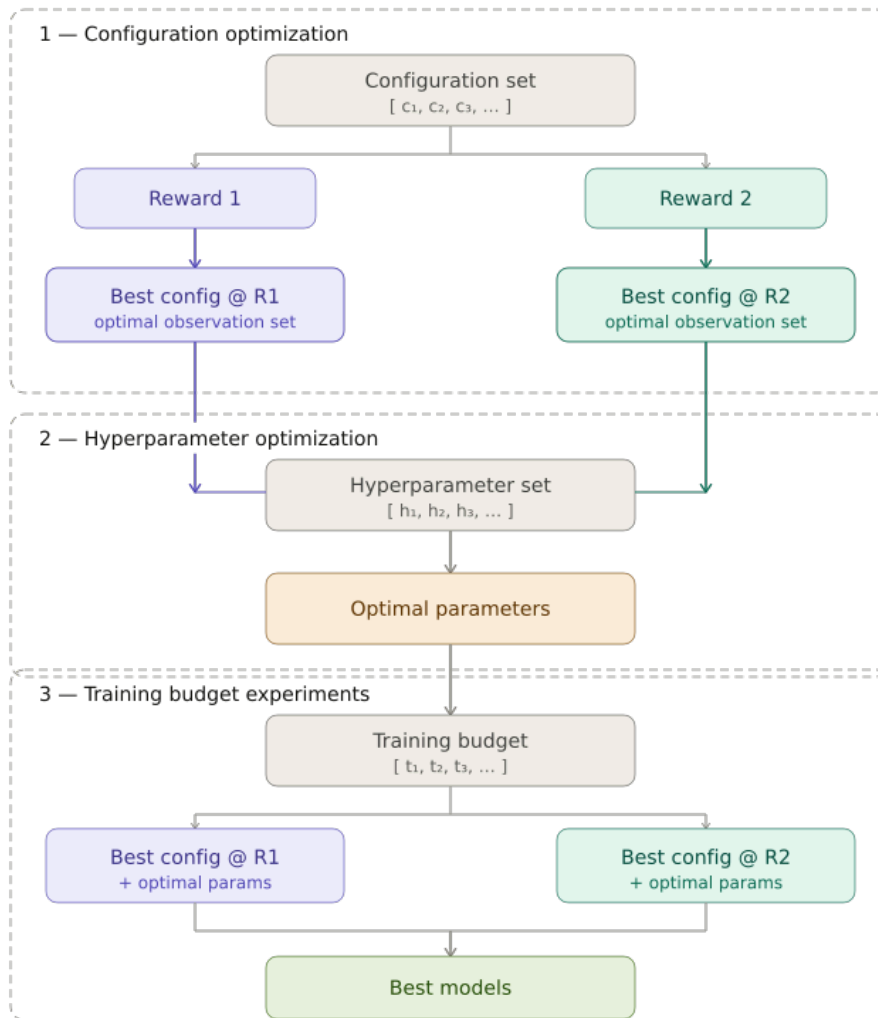 1 — Configuration optimization
Configuration set
[ c₁, c₂, c₃, … ]
Reward 1
Reward 2
Best config @ R1
optimal observation set
Best config @ R2
optimal observation set
2 — Hyperparameter optimization
Hyperparameter set
[ h₁, h₂, h₃, … ]
Optimal parameters
3 — Training budget experiments
Training budget
[ t₁, t₂, t₃, … ]
Best config @ R1
+ optimal params
Best config @ R2
+ optimal params
Best models